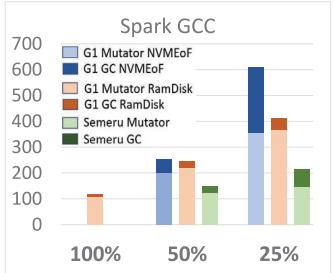 Spark GCC
700
600
500
400
300
200
100
0
G1 Mutator NVMEoF
G1 GC NVMEoF
G1 Mutator RamDisk
G1 GC RamDisk
Semeru Mutator
Semeru GC
100% 50% 25%